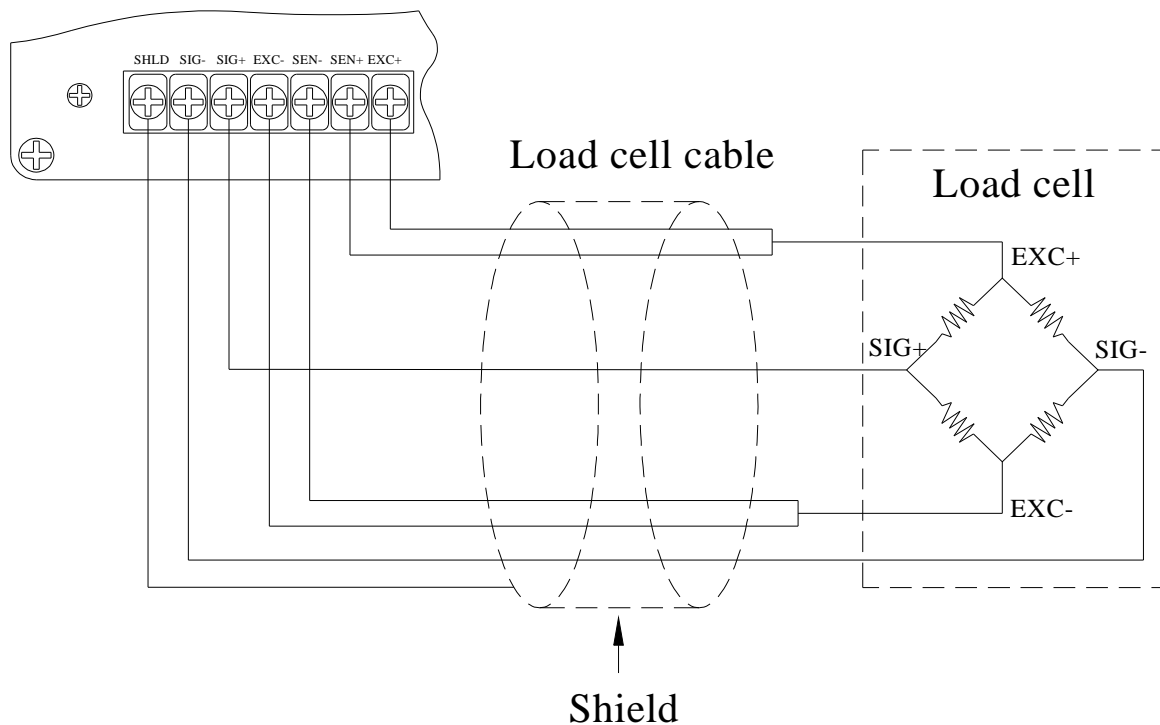 SHLD SIG- SIG+ EXC- SEN- SEN+ EXC+
Load cell cable
Load cell
EXC+
SIG+
SIG-
EXC-
Shield